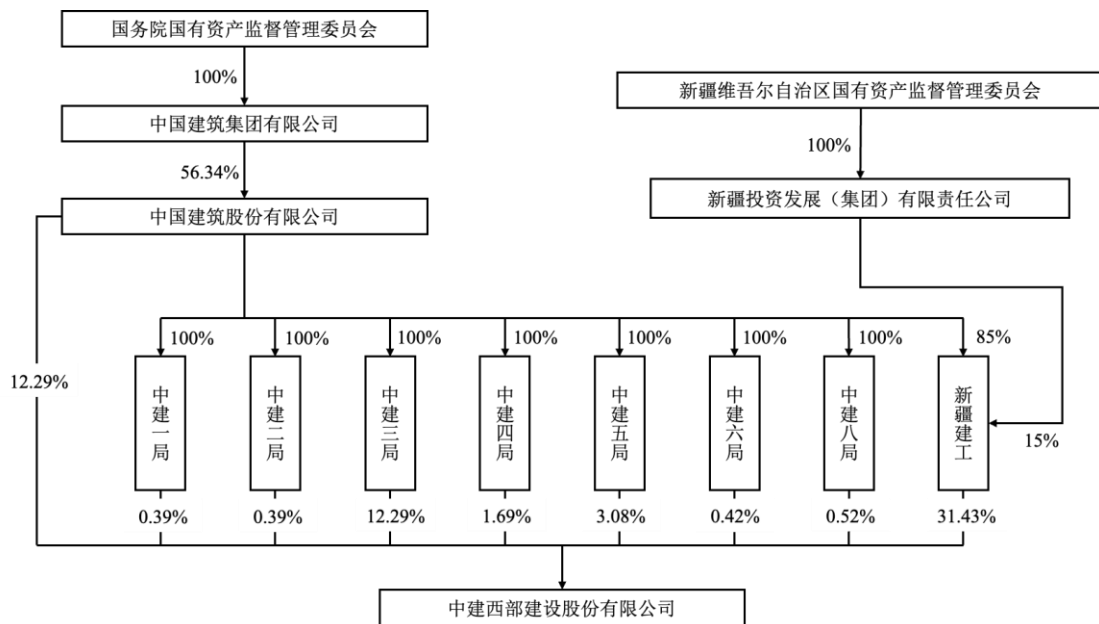 国务院国有资产监督管理委员会
100%
新疆维吾尔自治区国有资产监督管理委员会
中国建筑集团有限公司
100%
56.34%
新疆投资发展（集团）有限责任公司
中国建筑股份有限公司
100%
100%
100%
100%
100%
100%
100%
85%
12.29%
中建一局
中建二局
中建三局
中建四局
中建五局
中建六局
中建八局
新疆建工
15%
0.39%
0.39%
12.29%
1.69%
3.08%
0.42%
0.52%
31.43%
中建西部建设股份有限公司